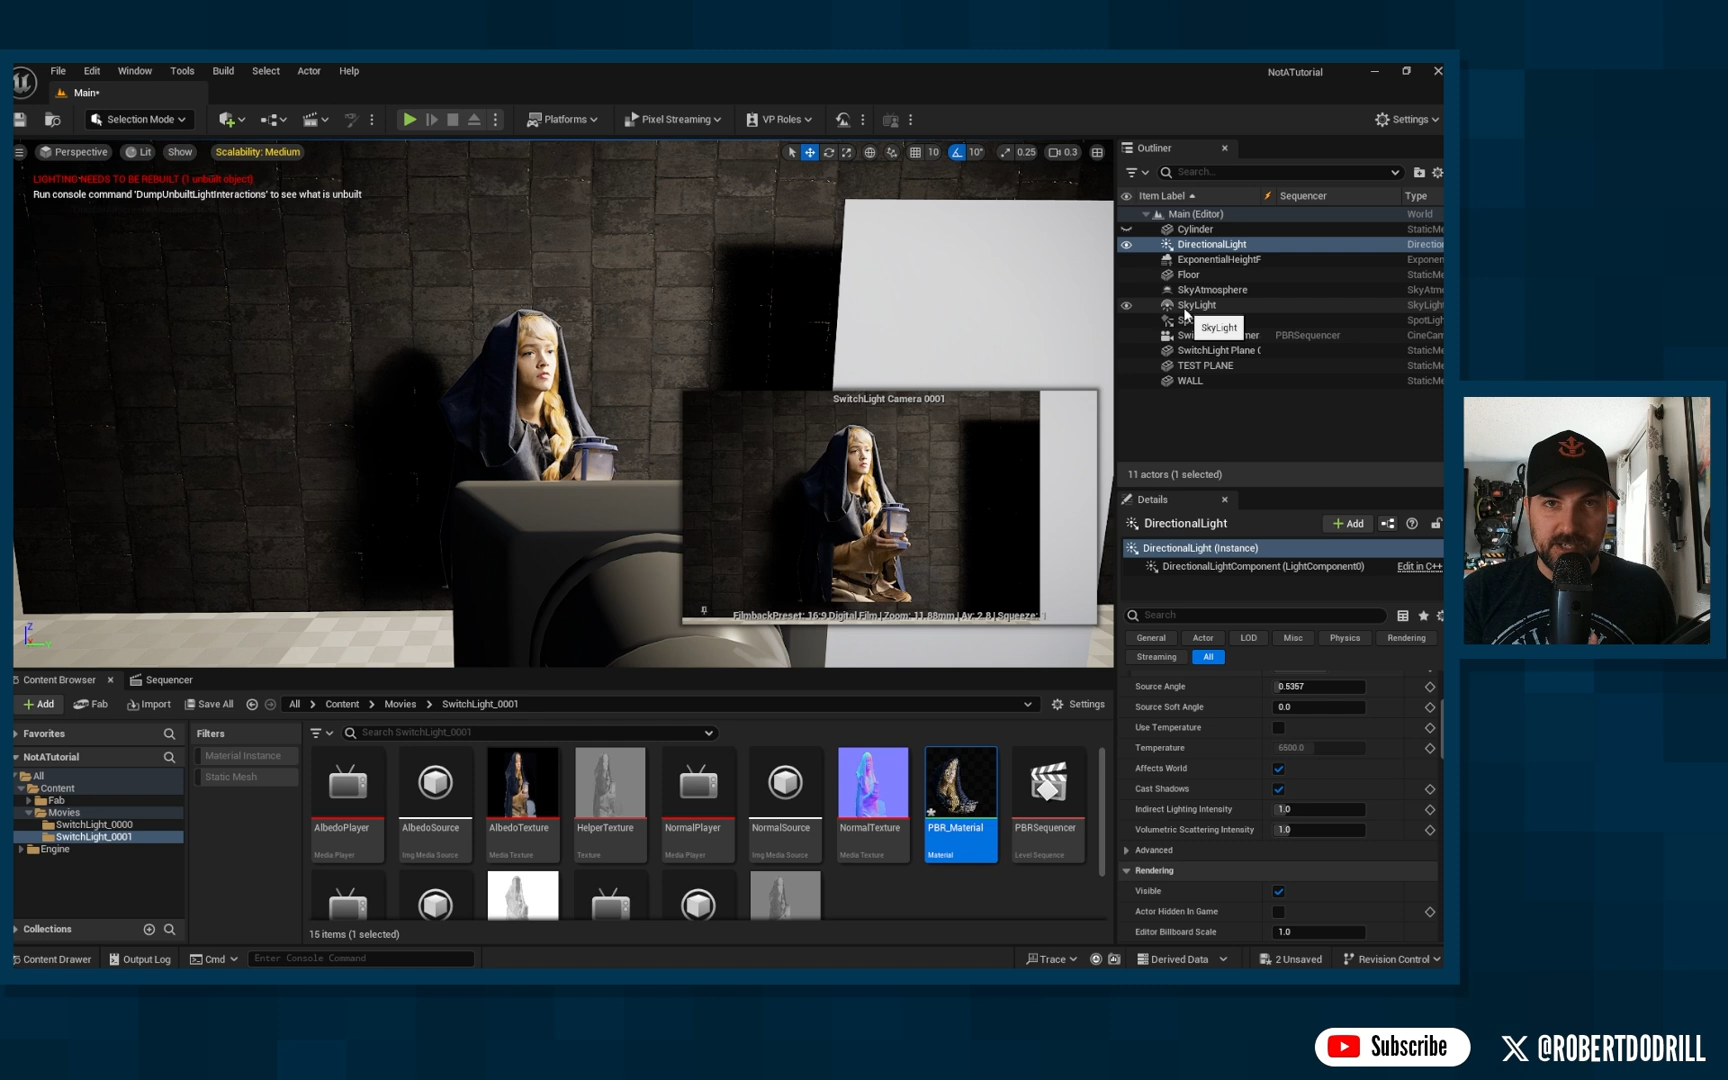 File Edit Window Tools Build Select Actor Help
NotATutorial
Main*
Selection Mode
Platforms
Pixel Streaming
VP Roles
Settings
Perspective
Lit
Show
Scalability: Medium
10
10°
0.25
0.3
LIGHTING NEEDS TO BE REBUILT (1 unbuilt object)
Run console command 'DumpUnbuiltLightInteractions' to see what is unbuilt
SwitchLight Camera 0001
FilmbackPreset: 16:9 Digital Film | Zoom: 11.88mm | Av: 2.8 | Squeeze: 1
Outliner
Search...
Item Label
Sequencer
Type
Main (Editor)
World
Cylinder
StaticMe
DirectionalLight
Direction
ExponentialHeightF
Exponen
Floor
StaticMe
SkyAtmosphere
SkyAtmo
SkyLight
SkyLight
SpotLigh
SkyLight
PBRSequencer
CineCam
SwitchLight Plane
StaticMe
TEST PLANE
StaticMe
WALL
StaticMe
11 actors (1 selected)
Details
DirectionalLight
Add
DirectionalLight (Instance)
DirectionalLightComponent (LightComponent0)
Edit in C++
Search
General
Actor
LOD
Misc
Physics
Rendering
Streaming
All
Source Angle
0.5357
Source Soft Angle
0.0
Use Temperature
Temperature
6500.0
Affects World
Cast Shadows
Indirect Lighting Intensity
1.0
Volumetric Scattering Intensity
1.0
Advanced
Rendering
Visible
Actor Hidden In Game
Editor Billboard Scale
1.0
Content Browser
Sequencer
Add
Fab
Import
Save All
All
Content
Movies
SwitchLight_0001
Settings
Favorites
NotATutorial
All
Content
Fab
Movies
SwitchLight_0000
SwitchLight_0001
Engine
Collections
Filters
Material Instance
Static Mesh
Search SwitchLight_0001
AlbedoPlayer
Media Player
AlbedoSource
Img Media Source
AlbedoTexture
Media Texture
HelperTexture
Texture
NormalPlayer
Media Player
NormalSource
Img Media Source
NormalTexture
Media Texture
PBR_Material
Material
PBRSequencer
Level Sequence
15 items (1 selected)
Content Drawer
Output Log
Cmd
Enter Console Command
Trace
Derived Data
2 Unsaved
Revision Control
Subscribe
@ROBERTDODRILL